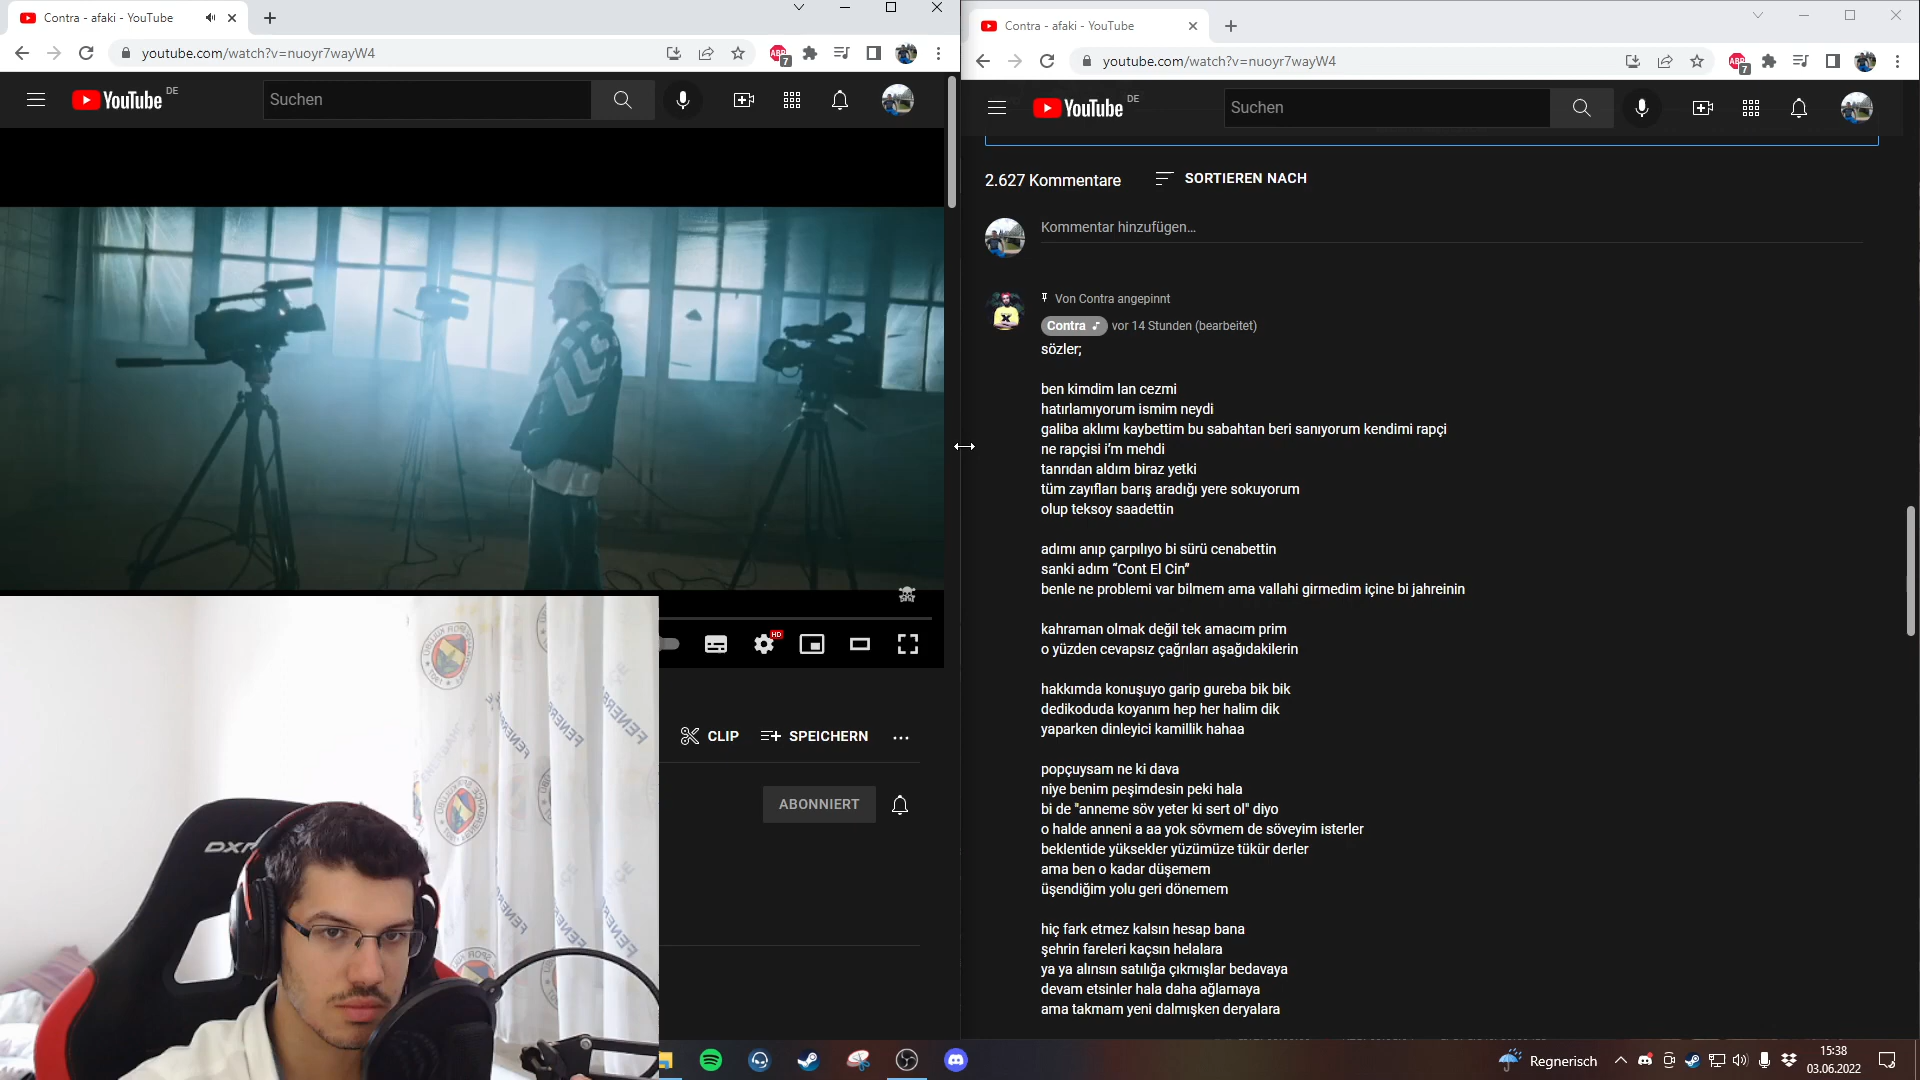 Contra - afaki - YouTube
youtube.com/watch?v=nuoyr7wayW4
ABP
7
YouTube DE
Suchen
HD
CLIP
SPEICHERN
ABONNIERT
DXR
Contra - afaki - YouTube
youtube.com/watch?v=nuoyr7wayW4
ABP
7
YouTube DE
Suchen
2.627 Kommentare
SORTIEREN NACH
Kommentar hinzufügen...
Von Contra angepinnt
Contra vor 14 Stunden (bearbeitet)
sözler;
ben kimdim lan cezmi
hatırlamıyorum ismim neydi
galiba aklımı kaybettim bu sabahtan beri sanıyorum kendimi rapçi
ne rapçisi i’m mehdi
tanrıdan aldım biraz yetki
tüm zayıfları barış aradığı yere sokuyorum
olup teksoy saadettin
adımı anıp çarpılıyo bi sürü cenabettin
sanki adım “Cont El Cin”
benle ne problemi var bilmem ama vallahi girmedim içine bi jahreinin
kahraman olmak değil tek amacım prim
o yüzden cevapsız çağrıları aşağıdakilerin
hakkımda konuşuyo garip gureba bik bik
dedikoduda koyanım hep her halim dik
yaparken dinleyici kamillik hahaa
popçuysam ne ki dava
niye benim peşimdesin peki hala
bi de "anneme söv yeter ki sert ol" diyo
o halde anneni a aa yok sövmem de söveyim isterler
beklentide yüksekler yüzümüze tükür derler
ama ben o kadar düşemem
üşendiğim yolu geri dönemem
hiç fark etmez kalsın hesap bana
şehrin fareleri kaçsın helalara
ya ya alınsın satılığa çıkmışlar bedavaya
devam etsinler hala daha ağlamaya
ama takmam yeni dalmışken deryalara
Regnerisch
15:38
03.06.2022